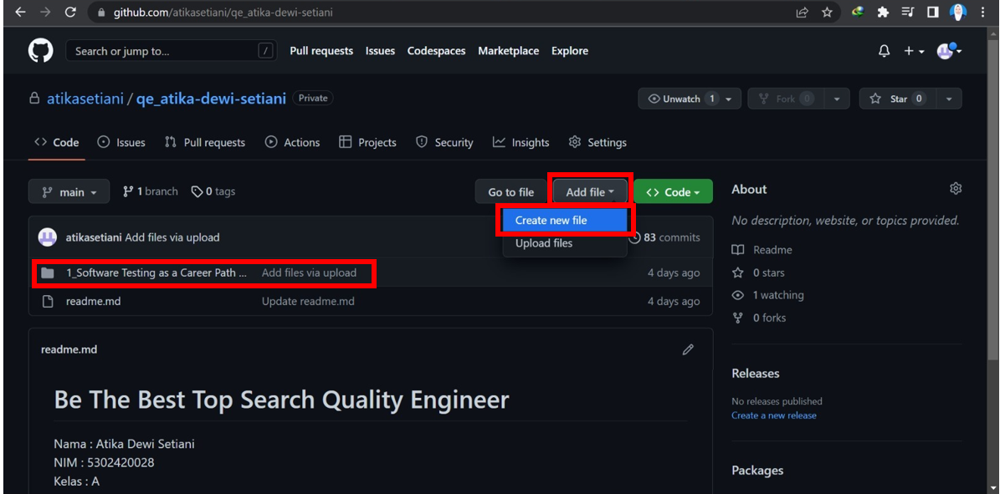 github.com/atikasetiani/qe_atika-dewi-setiani
Search or jump to... /
Pull requests Issues Codespaces Marketplace Explore
atikasetiani / qe_atika-dewi-setiani Private
Unwatch 1 Fork 0 Star 0
Code Issues Pull requests Actions Projects Security Insights Settings
main 1 branch 0 tags
Go to file Add file Code
Create new file
Upload files
atikasetiani Add files via upload 83 commits
1_Software Testing as a Career Path ... Add files via upload 4 days ago
readme.md Update readme.md 4 days ago
readme.md
Be The Best Top Search Quality Engineer
Nama : Atika Dewi Setiani
NIM : 5302420028
Kelas : A
About
No description, website, or topics provided.
Readme
0 stars
1 watching
0 forks
Releases
No releases published
Create a new release
Packages